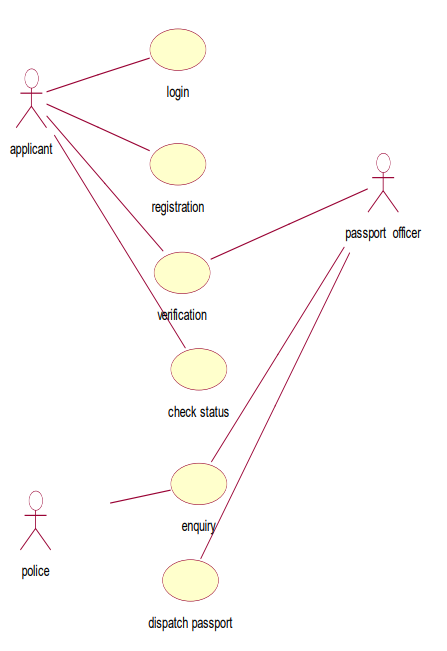 login
applicant
registration
passport officer
verification
check status
enquiry
police
dispatch passport